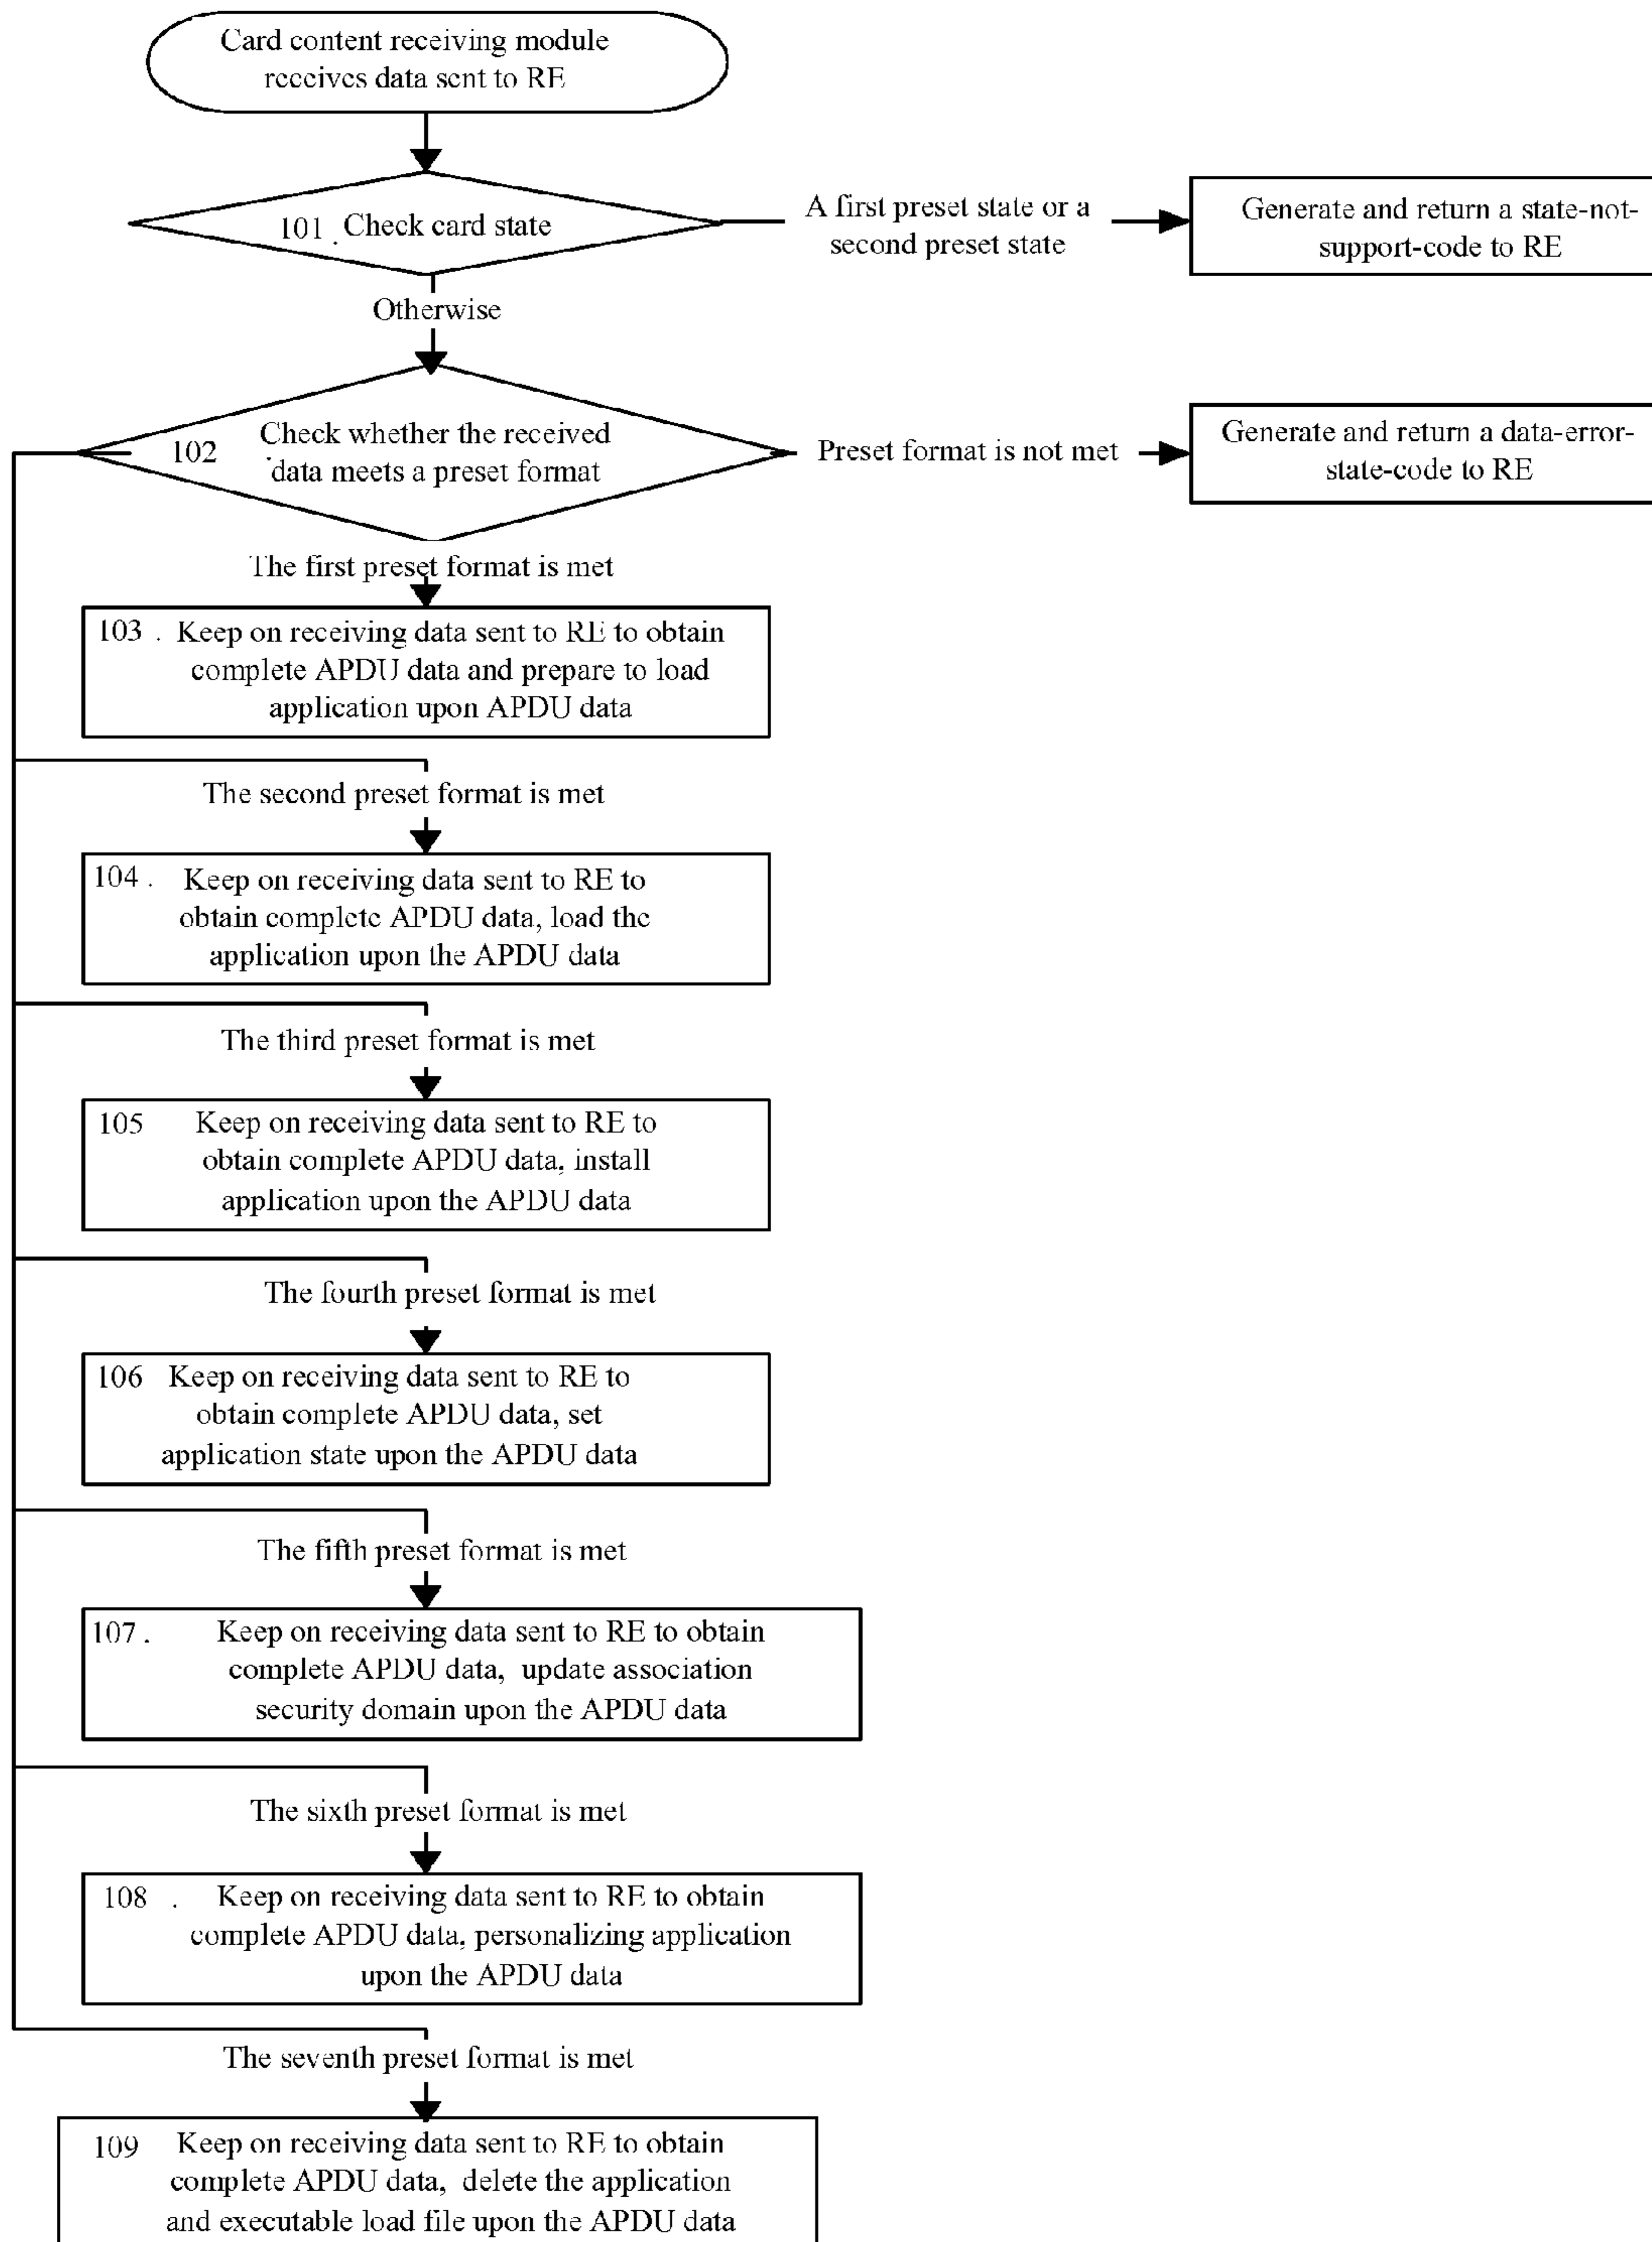 Card content receiving module
receives data sent to RE
101 . Check card state
A first preset state or a
second preset state
Generate and return a state-not-
support-code to RE
Otherwise
102 Check whether the received
data meets a preset format
Preset format is not met
Generate and return a data-error-
state-code to RE
The first preset format is met
103 . Keep on receiving data sent to RE to obtain
complete APDU data and prepare to load
application upon APDU data
The second preset format is met
104 . Keep on receiving data sent to RE to
obtain complete APDU data, load the
application upon the APDU data
The third preset format is met
105 Keep on receiving data sent to RE to
obtain complete APDU data, install
application upon the APDU data
The fourth preset format is met
106 Keep on receiving data sent to RE to
obtain complete APDU data, set
application state upon the APDU data
The fifth preset format is met
107 . Keep on receiving data sent to RE to obtain
complete APDU data, update association
security domain upon the APDU data
The sixth preset format is met
108 . Keep on receiving data sent to RE to obtain
complete APDU data, personalizing application
upon the APDU data
The seventh preset format is met
109 Keep on receiving data sent to RE to obtain
complete APDU data, delete the application
and executable load file upon the APDU data